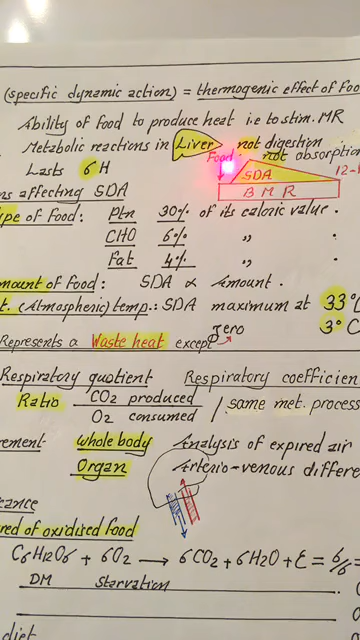 (specific dynamic action) = thermogenic effect of Foo
Ability of food to produce heat i.e to stim. MR
Metabolic reactions in Liver not digestion
not absorption
Lasts 6H
Food
SDA
12-
BMR
ns affecting SDA
ype of food: Ptn 30% of its caloric value.
CHO 6% " .
Fat 4% " .
mount of food: SDA ∝ Amount.
t. (Atmospheric) temp.: SDA maximum at 33°
Zero 3°C
Represents a Waste heat except
Respiratory quotient Respiratory coefficien
Ratio CO2 produced / O2 consumed / same met. process
rement whole body Analysis of expired air
Organ Arterio-venous differe
cance
red of oxidised food
C6H12O6 + 6O2 → 6CO2 + 6H2O + E = 6/6 =
DM starvation
diet